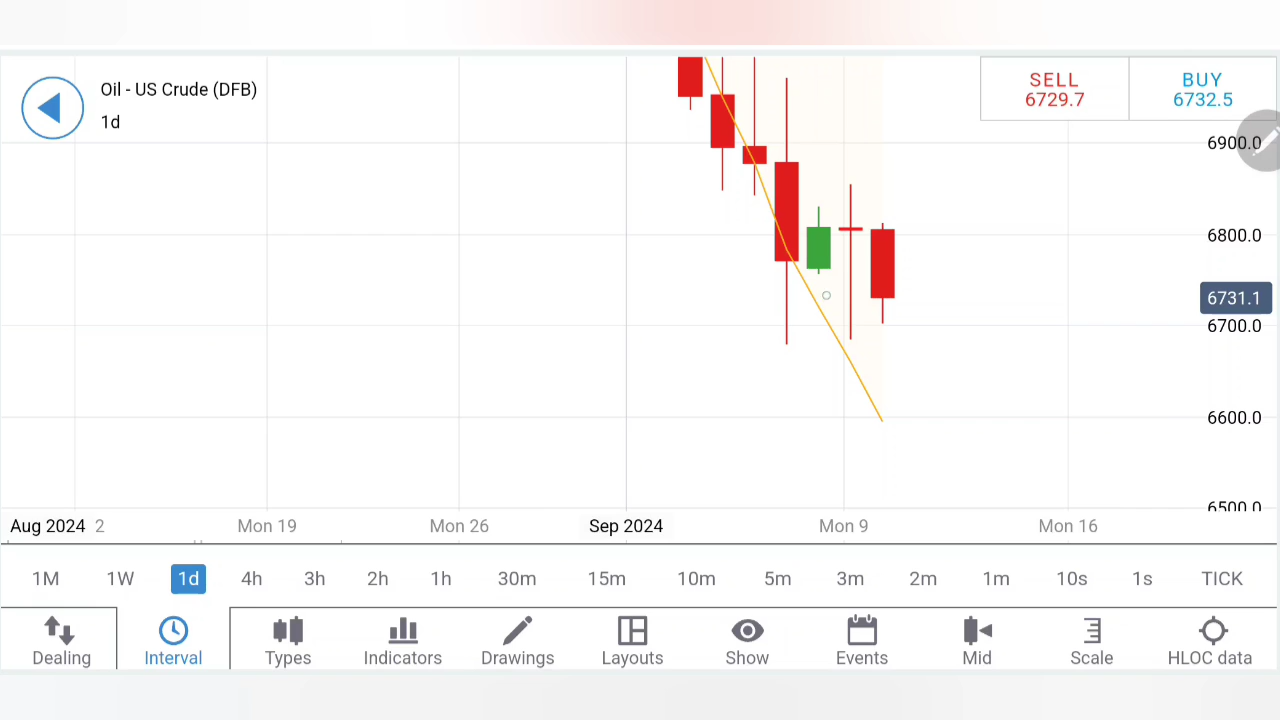 Oil - US Crude (DFB)
1d
SELL
6729.7
BUY
6732.5
6900.0
6800.0
6731.1
6700.0
6600.0
6500.0
Aug 2024 2 Mon 19 Mon 26 Sep 2024 Mon 9 Mon 16
1M 1W 1d 4h 3h 2h 1h 30m 15m 10m 5m 3m 2m 1m 10s 1s TICK
Dealing Interval Types Indicators Drawings Layouts Show Events Mid Scale HLOC data